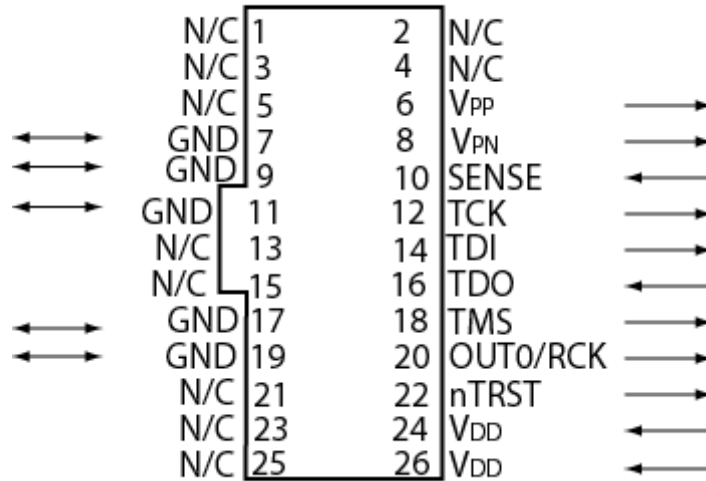 N/C 1 2 N/C
N/C 3 4 N/C
N/C 5 6 VPP
GND 7 8 VPN
GND 9 10 SENSE
GND 11 12 TCK
N/C 13 14 TDI
N/C 15 16 TDO
GND 17 18 TMS
GND 19 20 OUT0/RCK
N/C 21 22 nTRST
N/C 23 24 VDD
N/C 25 26 VDD